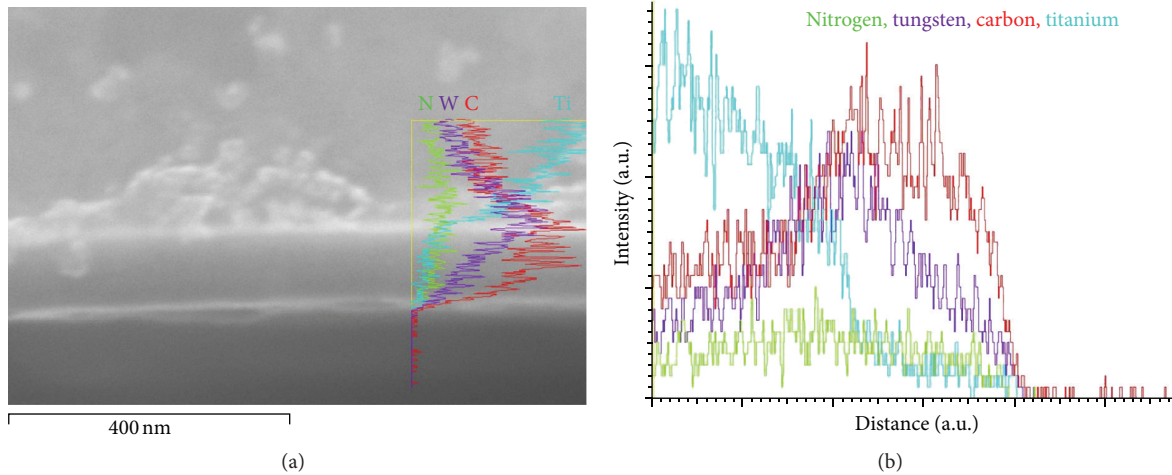 N W C Ti
400 nm
(a)
Nitrogen, tungsten, carbon, titanium
Intensity (a.u.)
Distance (a.u.)
(b)